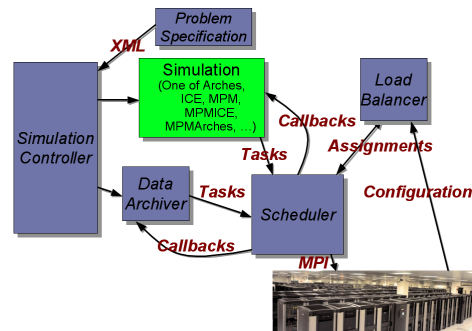 Problem
Specification
XML
Simulation
(One of Arches,
ICE, MPM,
MPMICE,
MPMArches, ...)
Load
Balancer
Callbacks
Simulation
Controller
Tasks
Assignments
Data
Archiver
Tasks
Scheduler
Configuration
Callbacks
MPI